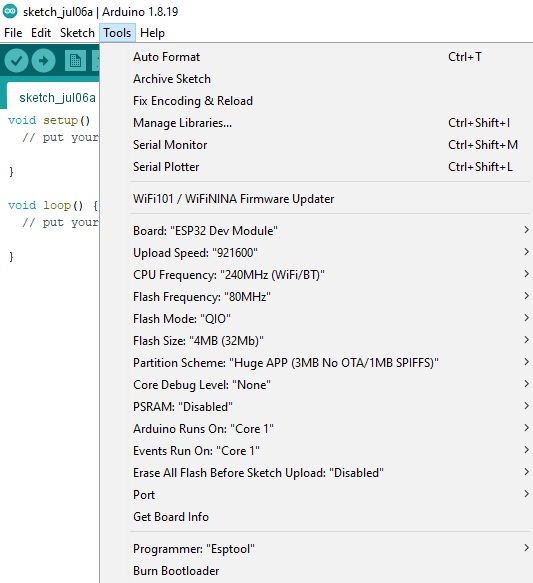 sketch_jul06a | Arduino 1.8.19
File Edit Sketch Tools Help
sketch_jul06a
void setup()
// put your
}
void loop() {
// put your
}
Auto Format Ctrl+T
Archive Sketch
Fix Encoding & Reload
Manage Libraries... Ctrl+Shift+I
Serial Monitor Ctrl+Shift+M
Serial Plotter Ctrl+Shift+L
WiFi101 / WiFiNINA Firmware Updater
Board: "ESP32 Dev Module"
Upload Speed: "921600"
CPU Frequency: "240MHz (WiFi/BT)"
Flash Frequency: "80MHz"
Flash Mode: "QIO"
Flash Size: "4MB (32Mb)"
Partition Scheme: "Huge APP (3MB No OTA/1MB SPIFFS)"
Core Debug Level: "None"
PSRAM: "Disabled"
Arduino Runs On: "Core 1"
Events Run On: "Core 1"
Erase All Flash Before Sketch Upload: "Disabled"
Port
Get Board Info
Programmer: "Esptool"
Burn Bootloader